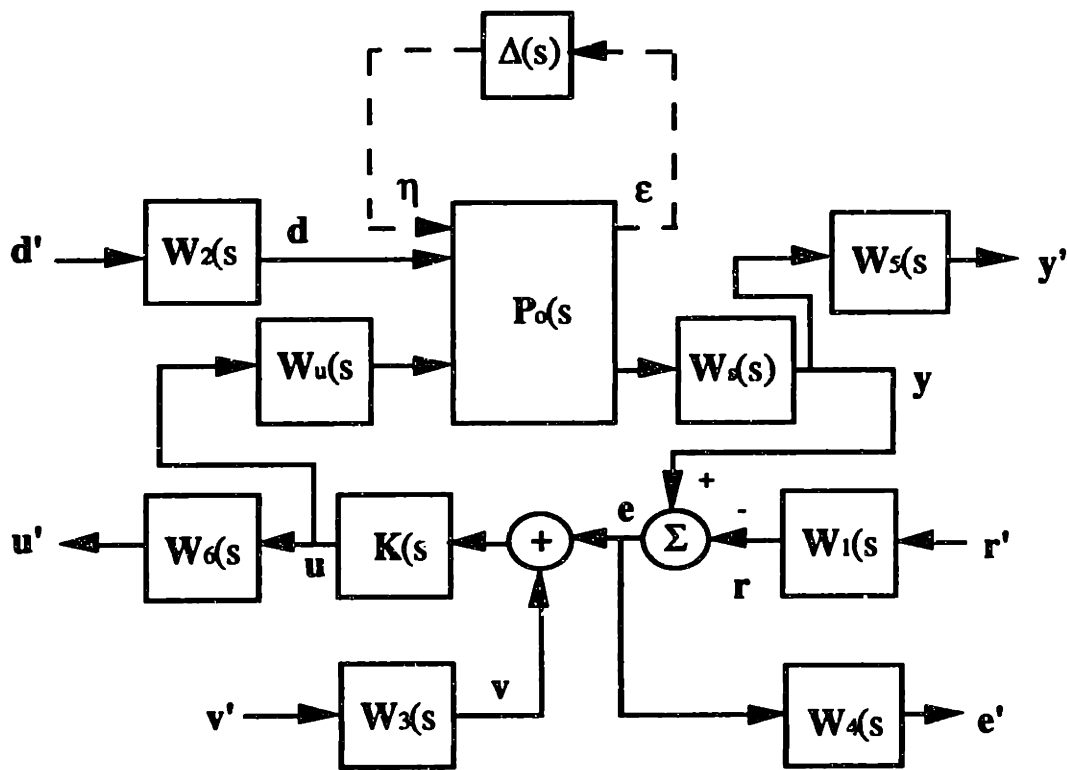 Δ(s)
η
ε
d'
W2(s
d
P0(s
W5(s
y'
Wu(s
Ws(s)
y
+
-
u'
W6(s
u
K(s
+
e
Σ
r
W1(s
r'
v'
W3(s
v
W4(s
e'